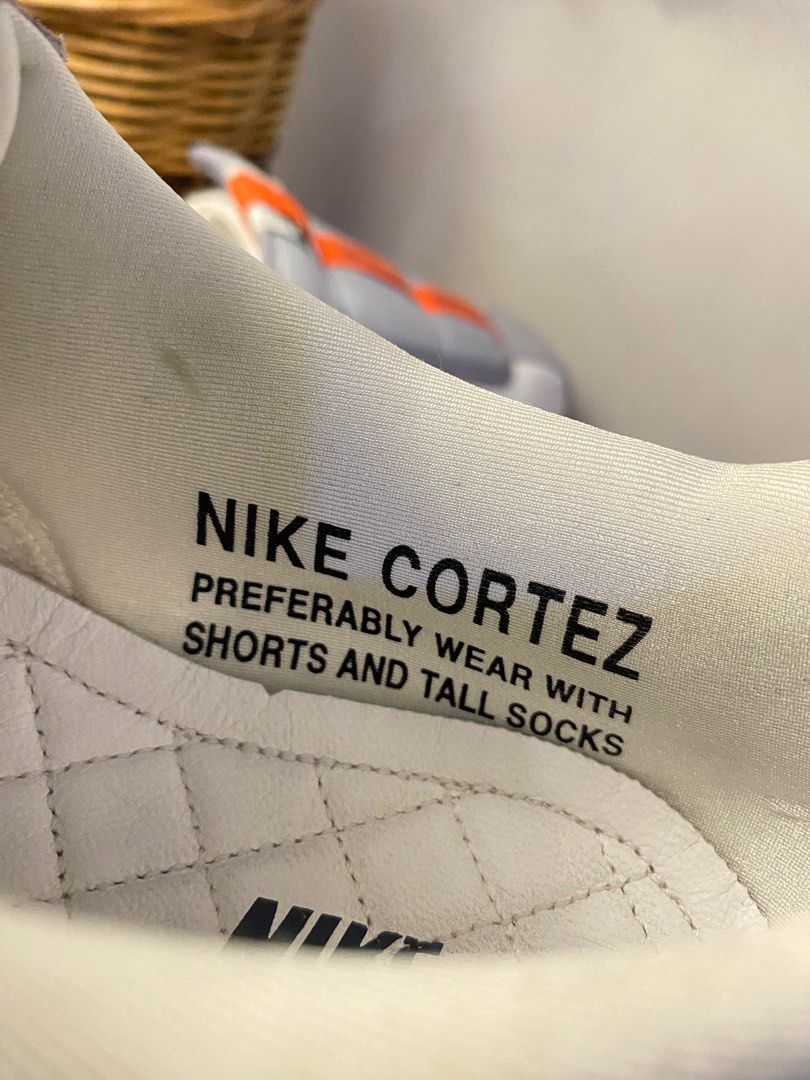 NIKE CORTEZ
PREFERABLY WEAR WITH
SHORTS AND TALL SOCKS
NIKE